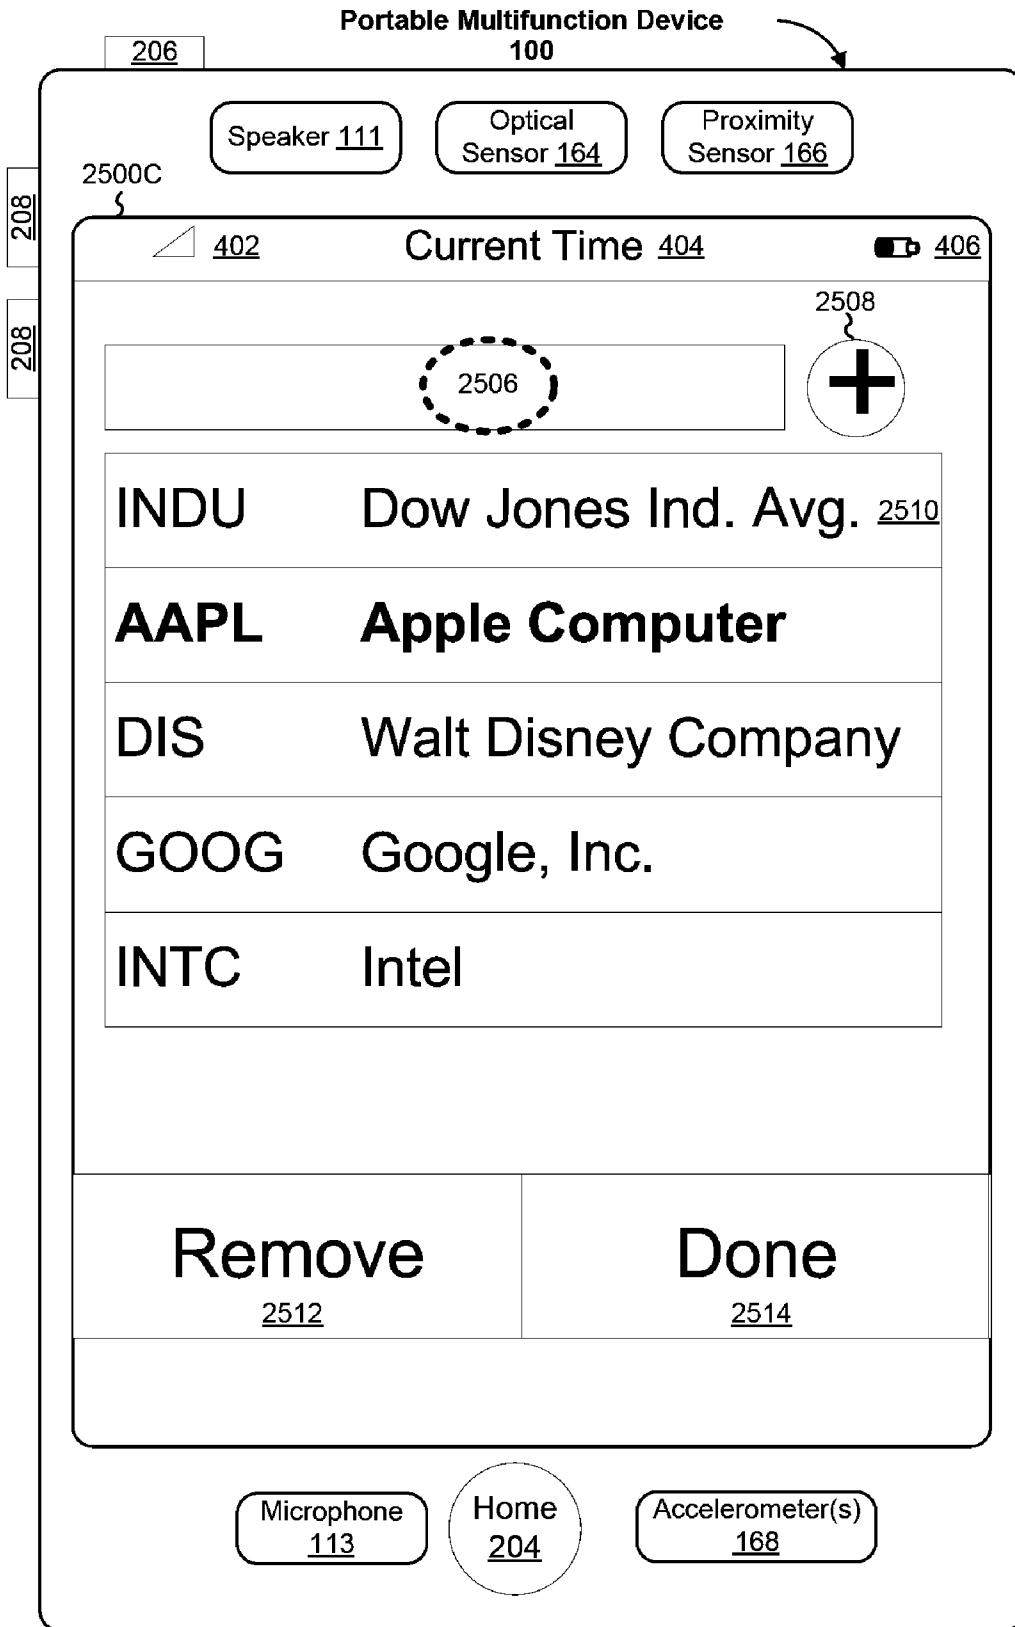 Portable Multifunction Device
100
206
Speaker 111
Optical
Sensor 164
Proximity
Sensor 166
2500C
208
208
402
Current Time 404
406
2508
2506
INDU Dow Jones Ind. Avg. 2510
AAPL Apple Computer
DIS Walt Disney Company
GOOG Google, Inc.
INTC Intel
Remove
2512
Done
2514
Microphone
113
Home
204
Accelerometer(s)
168